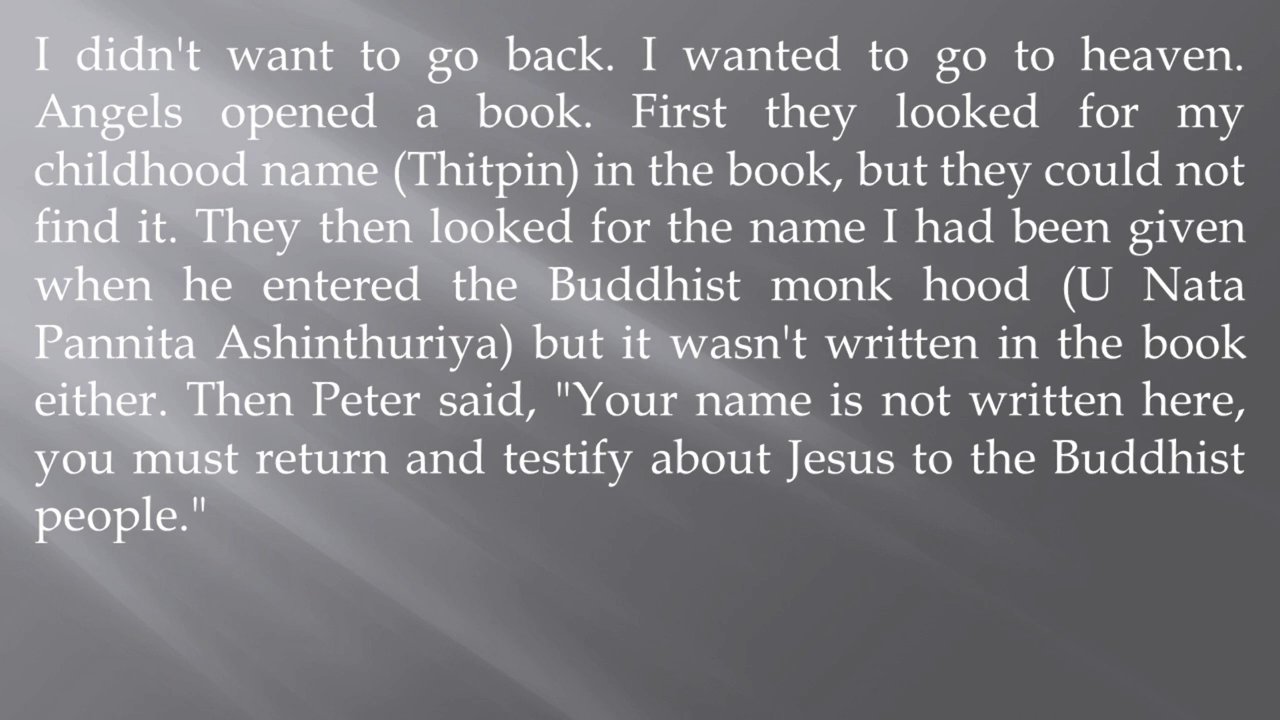 I didn't want to go back. I wanted to go to heaven.
Angels opened a book. First they looked for my
childhood name (Thitpin) in the book, but they could not
find it. They then looked for the name I had been given
when he entered the Buddhist monk hood (U Nata
Pannita Ashinthuriya) but it wasn't written in the book
either. Then Peter said, "Your name is not written here,
you must return and testify about Jesus to the Buddhist
people."